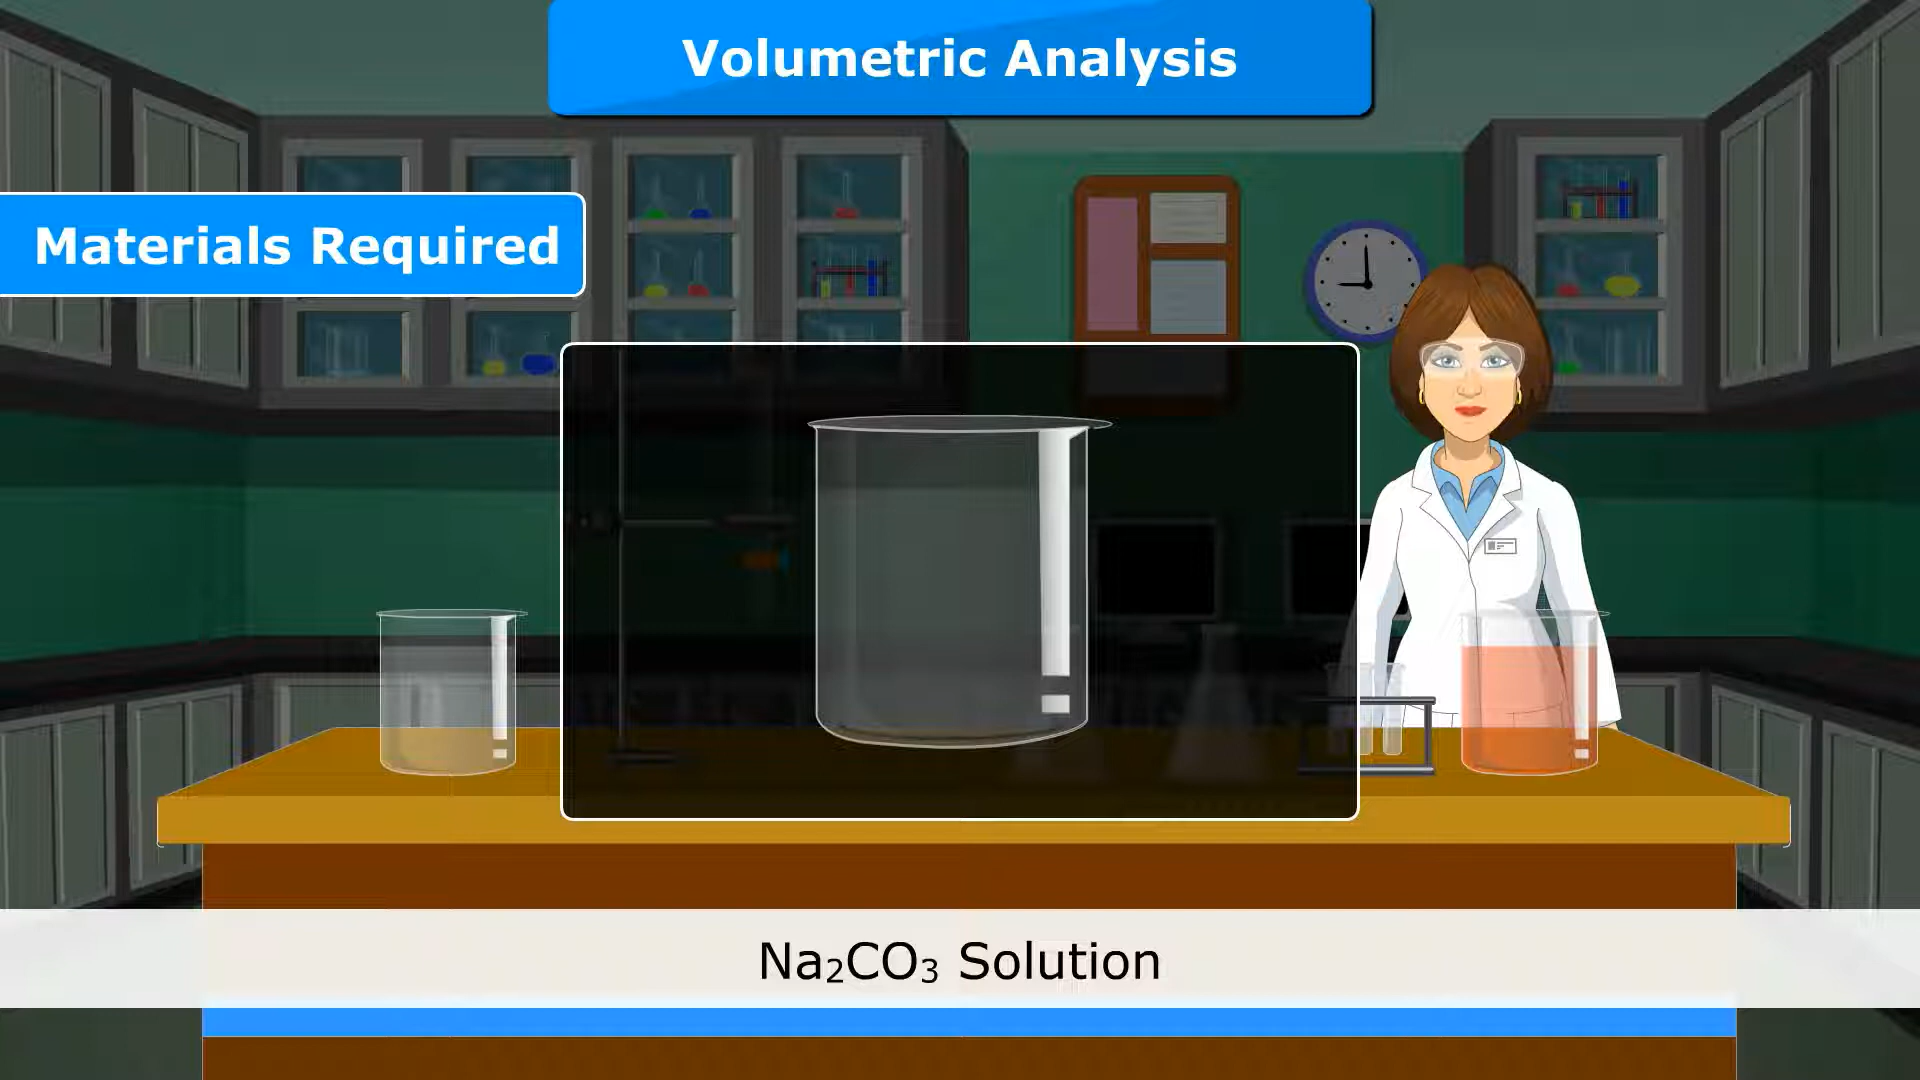 Volumetric Analysis
Materials Required
Na₂CO₃ Solution